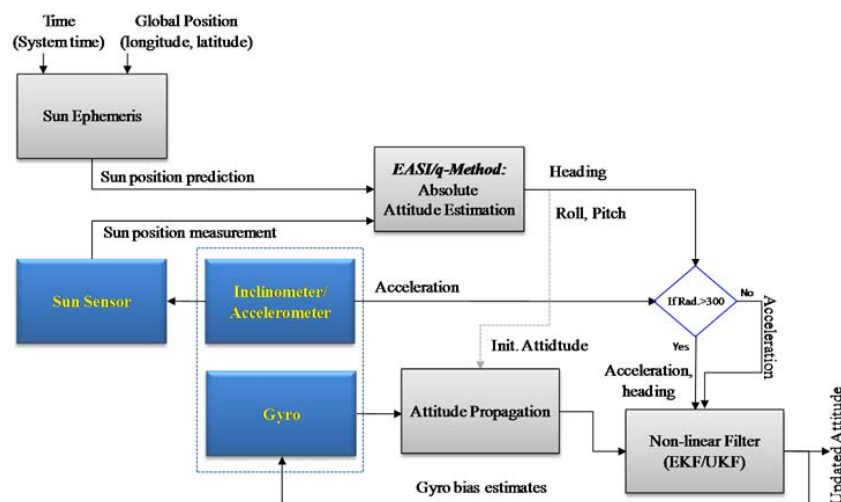 Time
(System time)
Global Position
(longitude, latitude)
Sun Ephemeris
Sun position prediction
EASI/q-Method:
Absolute
Attitude Estimation
Heading
Roll, Pitch
Sun position measurement
Sun Sensor
Inclinometer/
Accelerometer
Acceleration
If Rad.>300
No
Acceleration
Yes
Init. Attidtude
Acceleration,
heading
Gyro
Attitude Propagation
Non-linear Filter
(EKF/UKF)
Undated Attitude
Gyro bias estimates